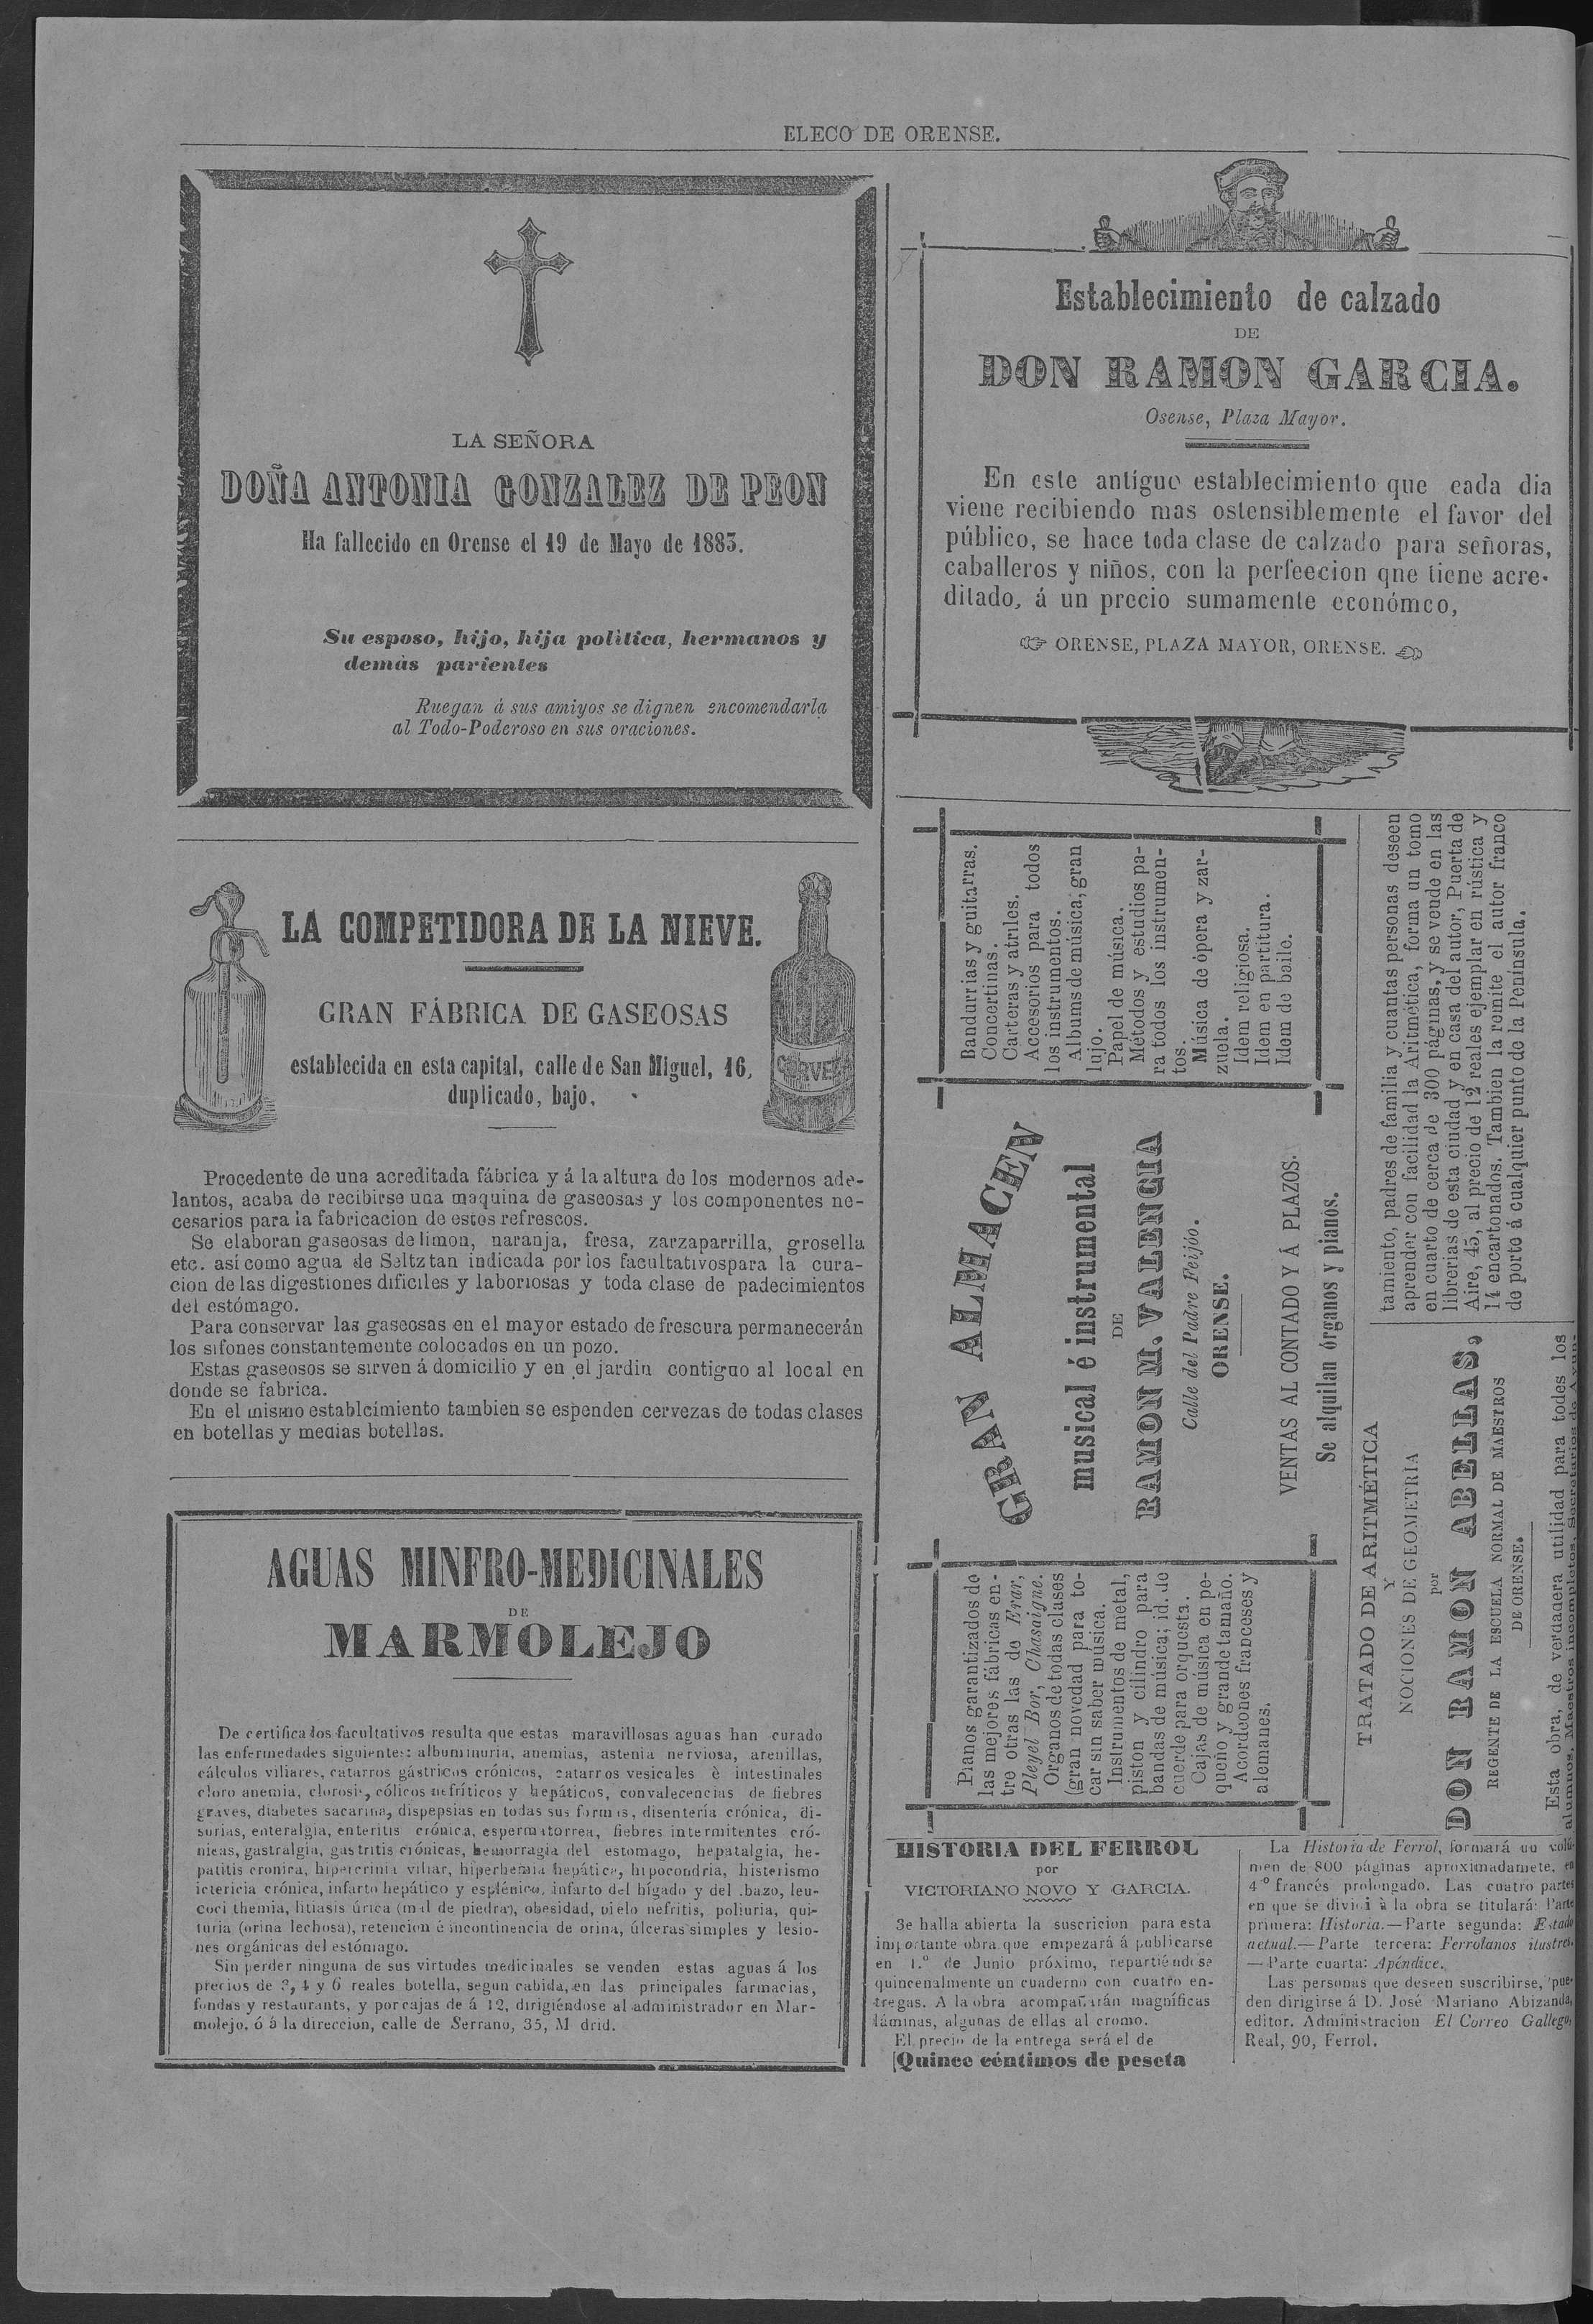 ELECO DE ORENSE.
LA SEÑORA
DOÑA ANTONIA GONZALEZ DE PEON
Ha fallecido en Orense el 19 de Mayo de 1883.
Su esposo, hijo, hija política, hermanos y
demás parientes
Ruegan á sus amigos se dignen encomendarla
al Todo-Poderoso en sus oraciones.
LA COMPETIDORA DE LA NIEVE.
GRAN FÁBRICA DE GASEOSAS
establecida en esta capital, calle de San Miguel, 16,
duplicado, bajo.
Procedente de una acreditada fábrica y á la altura de los modernos ade-
lantos, acaba de recibirse una maquina de gaseosas y los componentes ne-
cesarios para la fabricacion de estos refrescos.
Se elaboran gaseosas de limon, naranja, fresa, zarzaparrilla, grosella
etc. así como agua de Seltz tan indicada por los facultativospara la cura-
cion de las digestiones dificiles y laboriosas y toda clase de padecimientos
del estómago.
Para conservar las gaseosas en el mayor estado de frescura permanecerán
los sifones constantemente colocados en un pozo.
Estas gaseosos se sirven á domicilio y en el jardin contiguo al local en
donde se fabrica.
En el mismo establcímiento tambien se espenden cervezas de todas clases
en botellas y medias botellas.
AGUAS MINFRO-MEDICINALES
DE
MARMOLEJO
De certificados facultativos resulta que estas maravillosas aguas han curado
las enfermedades siguientes: albuminuria, anemias, astenia nerviosa, arenillas,
cálculos viliares, catarros gástricos crónicos, catarros vesicales è intestinales
cloro anemia, clorosis, cólicos nefríticos y hepáticos, convalecencias de fiebres
graves, diabetes sacarina, dispepsias en todas sus formas, disentería crónica, di-
surias, enteralgia, enteritis crónica, espermatorrea, fiebres intermitentes cró-
nicas, gastralgia, gastritis crónicas, hemorragia del estomago, hepatalgia, he-
patitis cronica, hipercrinia viliar, hiperhemia hepática, hipocondria, histerismo
ictericia crónica, infarto hepático y esplénico, infarto del hígado y del bazo, leu-
coci themia, litiasis úrica (mal de piedra), obesidad, pielo nefritis, poliuria, qui-
luria (orina lechosa), retencion é incontinencia de orina, úlceras simples y lesio-
nes orgánicas del estómago.
Sin perder ninguna de sus virtudes medicinales se venden estas aguas á los
precios de 3, 4 y 6 reales botella, segun cabida, en las principales farmacias,
fondas y restaurants, y por cajas de á 12, dirigiéndose al administrador en Mar-
molejo, ó á la direccion, calle de Serrano, 35, M drid.
Establecimiento de calzado
DE
DON RAMON GARCIA.
Osense, Plaza Mayor.
En este antíguo establecimiento que eada dia
viene recibiendo mas ostensiblemente el favor del
público, se hace toda clase de calzado para señoras,
caballeros y niños, con la perfeecion qne tiene acre-
ditado, á un precio sumamente económco,
ORENSE, PLAZA MAYOR, ORENSE.
Pianos garantizados de
las mejores fábricas en-
tre otras las de Erar,
Pleyel Bor, Chasaigne.
Organos de todas clases
(gran novedad para to-
car sin saber música.
Instrumentos de metal,
piston y cilindro para
bandas de música; id. de
cuerde para orquesta.
Cajas de música en pe-
queño y grande tamaño.
Acordeones franceses y
alemanes.
GRAN ALMACEN
musical é instrumental
DE
RAMON M. VALENCIA
Calle del Padre Feijóo.
ORENSE.
VENTAS AL CONTADO Y Á PLAZOS.
Se alquilan órganos y pianos.
Bandurrias y guitarras.
Concertinas.
Carteras y atriles.
Accesorios para todos
los instrumentos.
Albums de música, gran
lujo.
Papel de música.
Métodos y estudios pa-
ra todos los instrumen-
tos.
Música de ópera y zar-
zuela.
Idem religiosa.
Idem en partitura.
Idem de baile.
TRATADO DE ARITMÉTICA
Y
NOCIONES DE GEOMETRIA
por
DON RAMON ABELLAS,
REGENTE DE LA ESCUELA NORMAL DE MAESTROS
DE ORENSE.
Esta obra, de verdadera utilidad para todes los
alumnos, Maestros incompletos, Secretarios de Ayun-
tamiento, padres de familia y cuantas personas deseen
aprender con facilidad la Aritmética, forma un tomo
en cuarto de cerca de 300 páginas, y se vende en las
librerias de esta ciudad y en casa del autor, Puerta de
Aire, 45, al precio de 12 reales ejemplar en rústica y
14 encartonados. Tambien la remite el autor franco
de porte á cualquier punto de la Península.
HISTORIA DEL FERROL
por
VICTORIANO NOVO Y GARCIA.
Se halla abierta la suscricion para esta
importante obra que empezará á publicarse
en 1.º de Junio próximo, repartiéndose
quincenalmente un cuaderno con cuatro en-
tregas. A la obra acompañarán magníficas
láminas, algunas de ellas al cromo.
El precio de la entrega será el de
Quince céntimos de peseta
La Historia de Ferrol, formará un volú-
men de 800 páginas aproximadamete, en
4º francés prolongado. Las cuatro partes
en que se divide à la obra se titulará: Parte
primera: Historia.—Parte segunda: Estado
actual.—Parte tercera: Ferrolanos ilustres.
—Parte cuarta: Apéndice.
Las personas que deseen suscribirse, pue-
den dirigirse á D. José Mariano Abizanda,
editor. Administracion El Correo Gallego,
Real, 90, Ferrol.